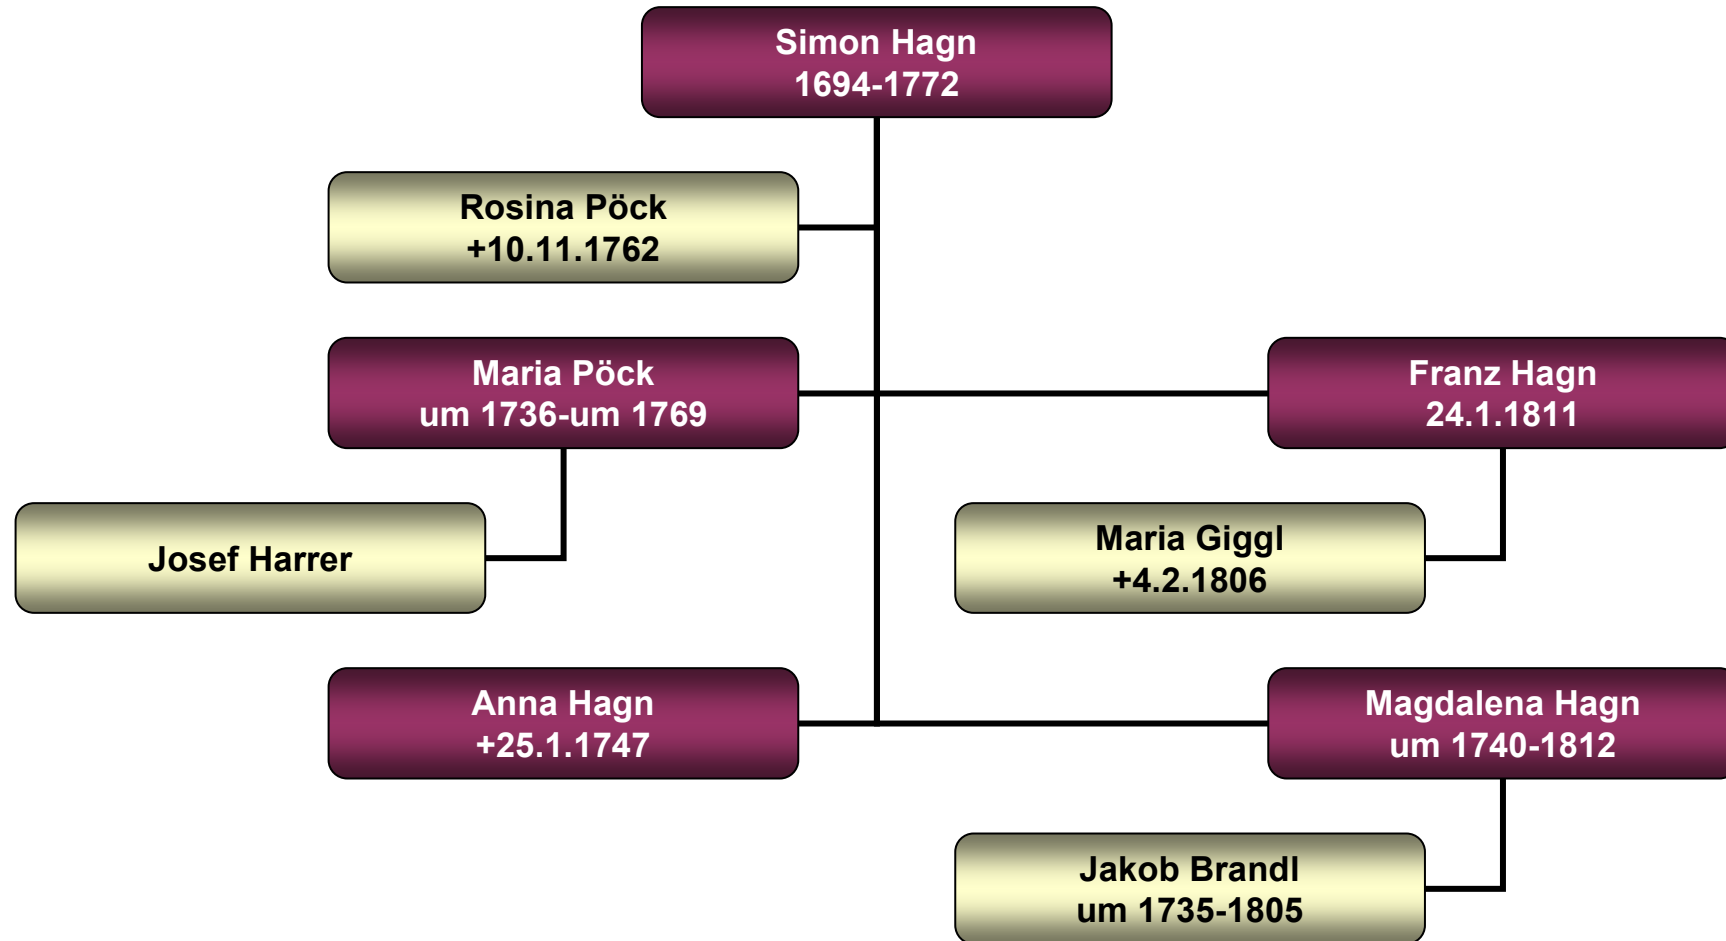 Simon Hagn
1694-1772
Rosina Pöck
+10.11.1762
Maria Pöck
um 1736-um 1769
Franz Hagn
24.1.1811
Josef Harrer
Maria Giggl
+4.2.1806
Anna Hagn
+25.1.1747
Magdalena Hagn
um 1740-1812
Jakob Brandl
um 1735-1805